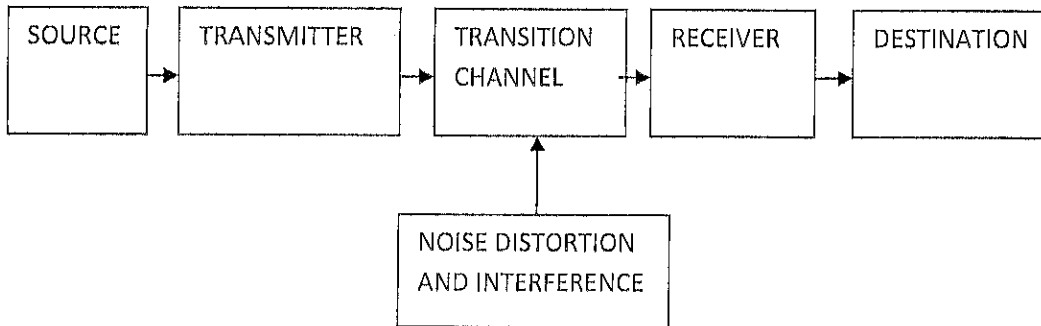 SOURCE
TRANSMITTER
TRANSITION
CHANNEL
RECEIVER
DESTINATION
NOISE DISTORTION
AND INTERFERENCE